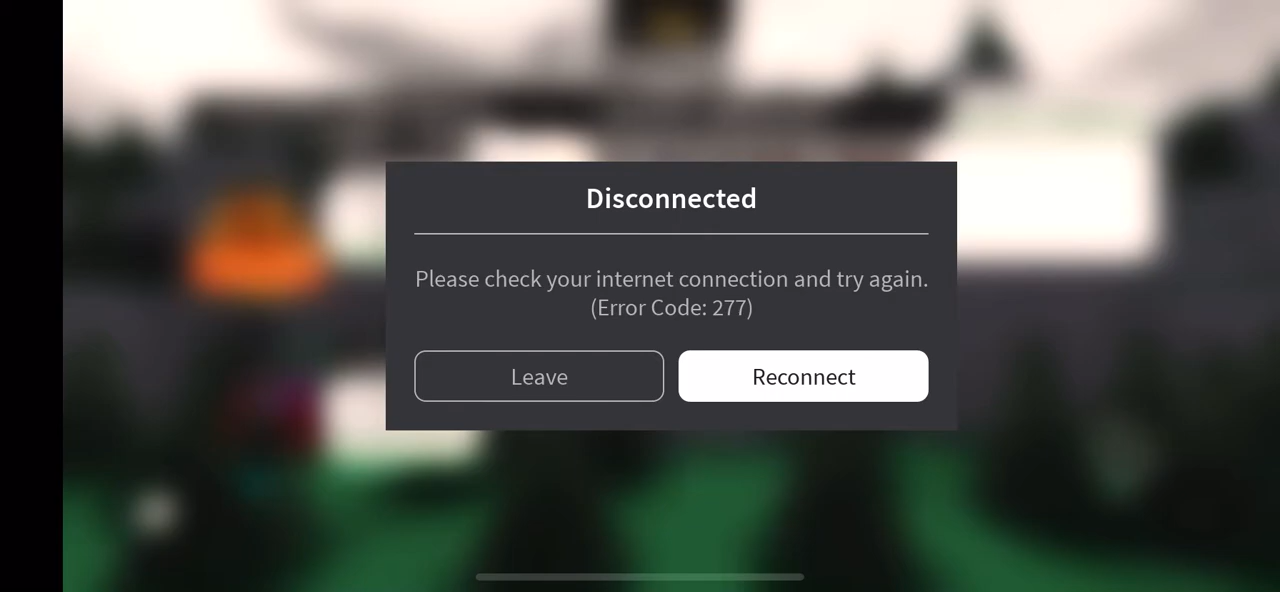 Disconnected
Please check your internet connection and try again.
(Error Code: 277)
Leave
Reconnect